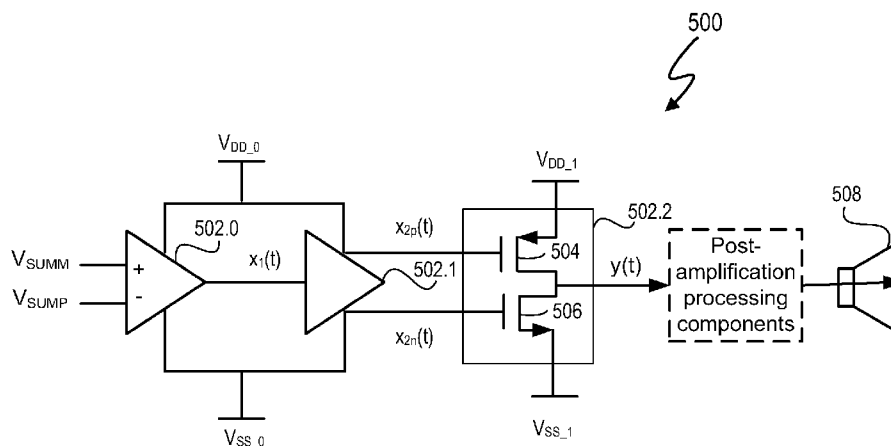 500
V_DD_0
V_DD_1
508
502.0
502.2
x_2p(t)
V_SUMM
+
x_1(t)
502.1
504
y(t)
Post-
amplification
processing
components
V_SUMP
-
506
x_2n(t)
V_SS_0
V_SS_1